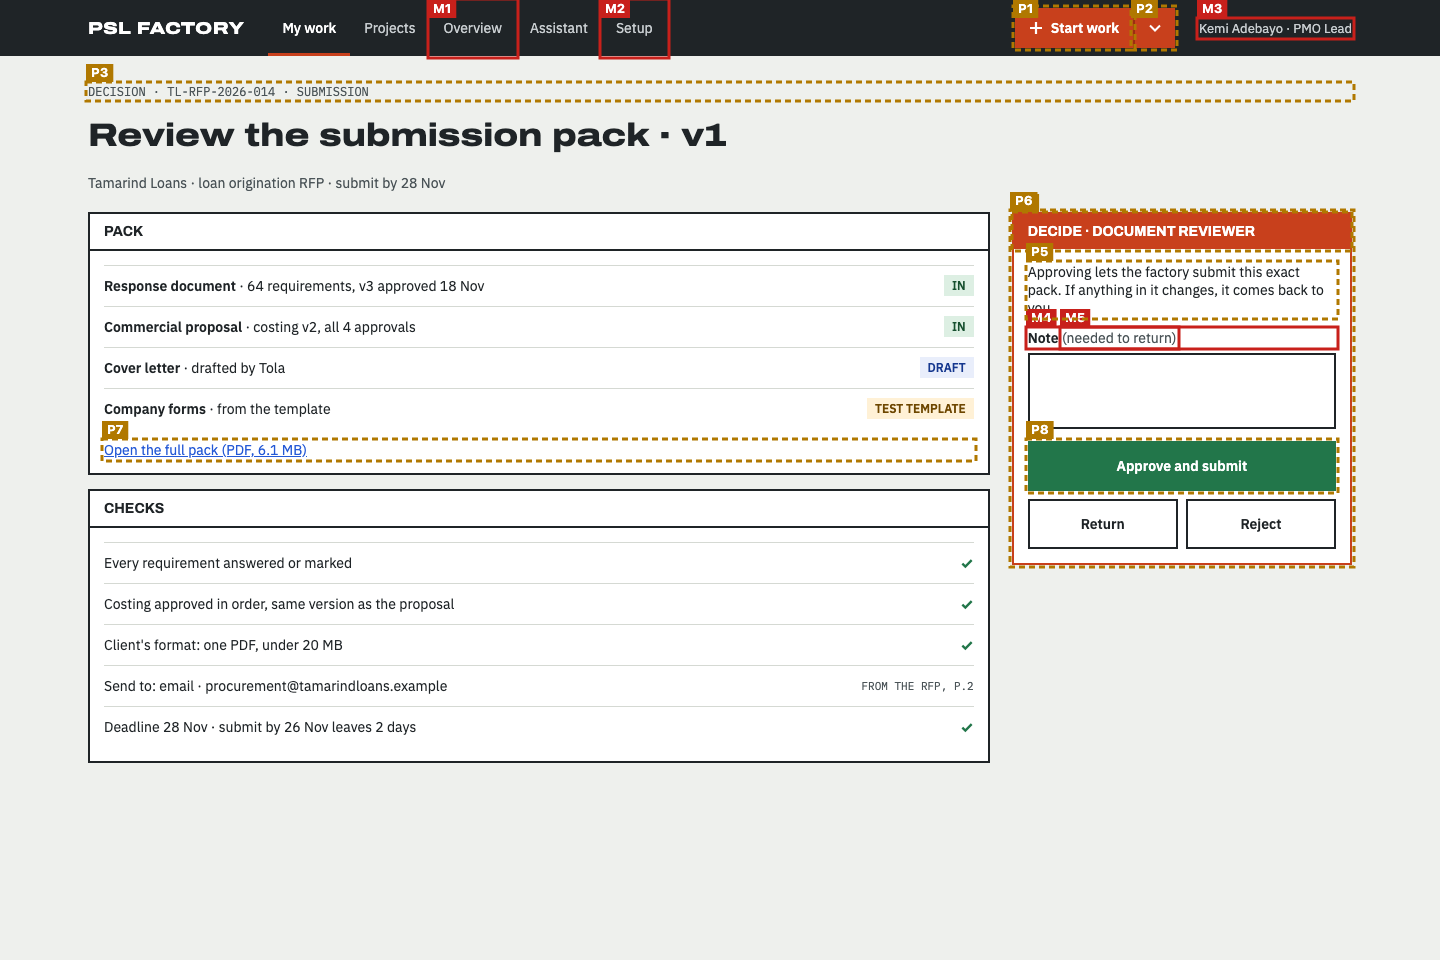 M1 M2 P1 P2 M3
PSL FACTORY My work Projects Overview Assistant Setup + Start work Kemi Adebayo · PMO Lead
P3
DECISION · TL-RFP-2026-014 · SUBMISSION
Review the submission pack · v1
Tamarind Loans · loan origination RFP · submit by 28 Nov
PACK
Response document · 64 requirements, v3 approved 18 Nov IN
Commercial proposal · costing v2, all 4 approvals IN
Cover letter · drafted by Tola DRAFT
Company forms · from the template TEST TEMPLATE
P7
Open the full pack (PDF, 6.1 MB)
CHECKS
Every requirement answered or marked ✓
Costing approved in order, same version as the proposal ✓
Client's format: one PDF, under 20 MB ✓
Send to: email · procurement@tamarindloans.example FROM THE RFP, P.2
Deadline 28 Nov · submit by 26 Nov leaves 2 days ✓
P6
DECIDE · DOCUMENT REVIEWER
P5
Approving lets the factory submit this exact
pack. If anything in it changes, it comes back to
you.
M4 M5
Note (needed to return)
P8
Approve and submit
Return Reject